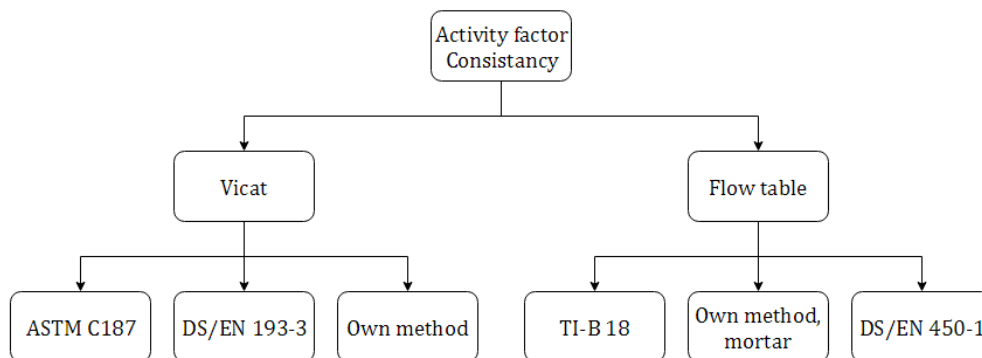 Activity factor
Consistancy
Vicat
Flow table
ASTM C187
DS/EN 193-3
Own method
TI-B 18
Own method,
mortar
DS/EN 450-1